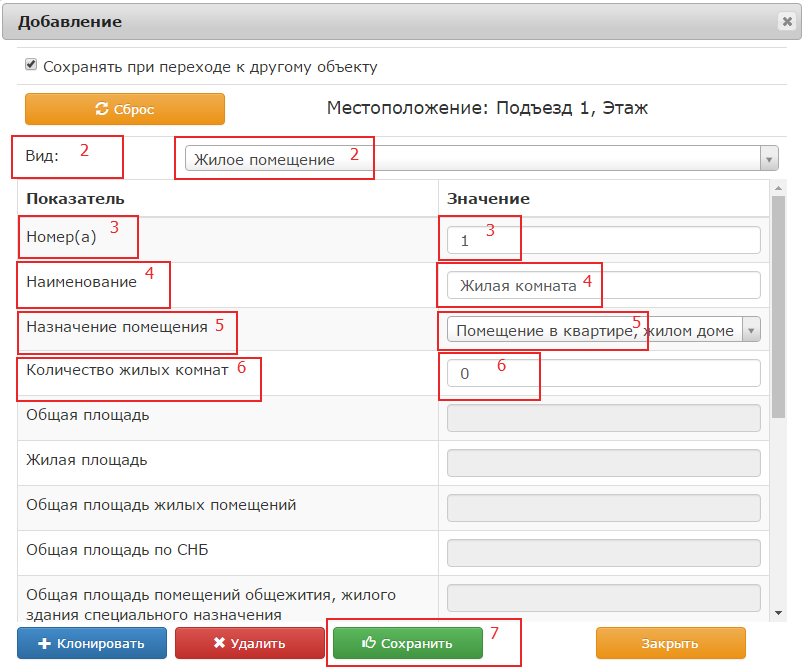 Добавление
Сохранять при переходе к другому объекту
Сброс
Местоположение: Подъезд 1, Этаж
Вид: 2
Жилое помещение 2
Показатель Значение
Номер(а) 3 1 3
Наименование 4 Жилая комната 4
Назначение помещения 5 Помещение в квартире, жилом доме 5
Количество жилых комнат 6 0 6
Общая площадь
Жилая площадь
Общая площадь жилых помещений
Общая площадь по СНБ
Общая площадь помещений общежития, жилого
здания специального назначения
Клонировать Удалить Сохранить 7 Закрыть